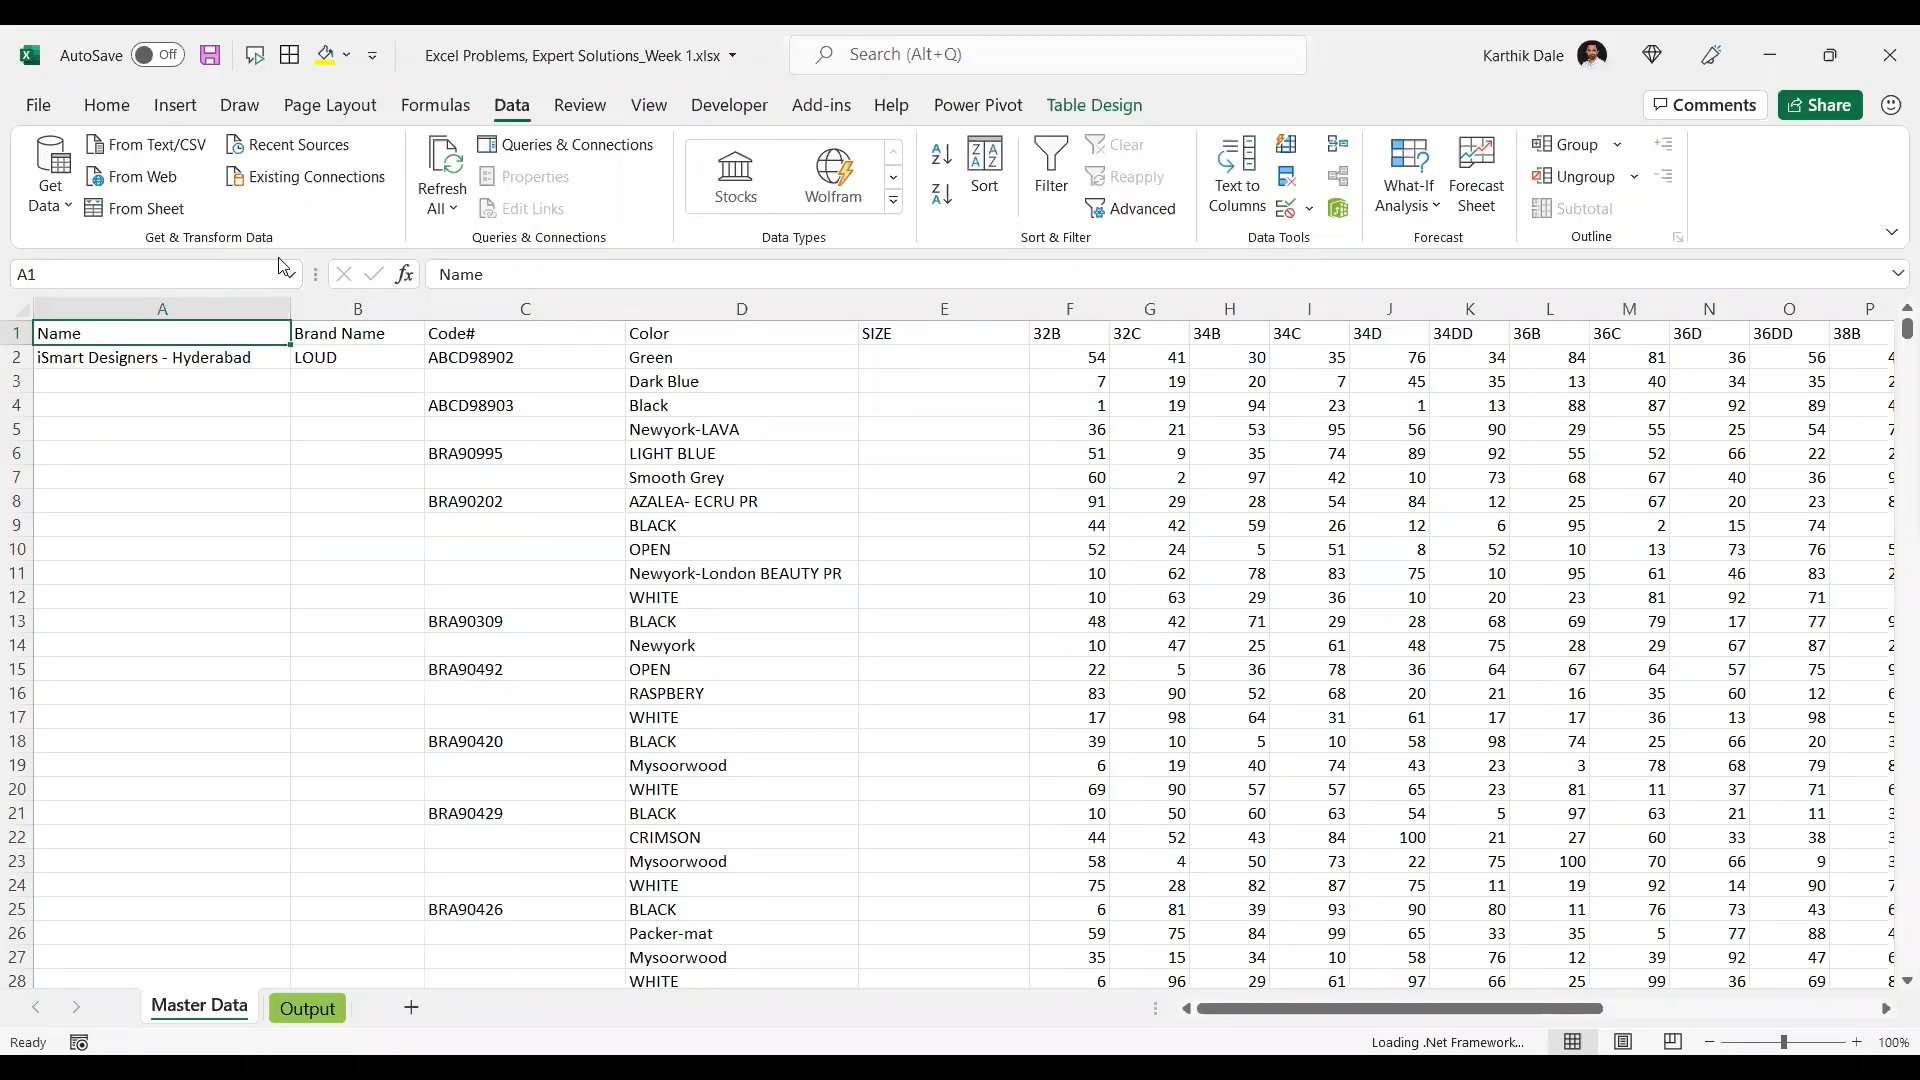 AutoSave Off Excel Problems, Expert Solutions_Week 1.xlsx Search (Alt+Q) Karthik Dale
File Home Insert Draw Page Layout Formulas Data Review View Developer Add-ins Help Power Pivot Table Design Comments Share
Get Data From Text/CSV From Web From Sheet Recent Sources Existing Connections
Get & Transform Data
Refresh All Queries & Connections Properties Edit Links
Queries & Connections
Stocks Wolfram
Data Types
Sort Filter Clear Reapply Advanced
Sort & Filter
Text to Columns
Data Tools
What-If Analysis Forecast Sheet
Forecast
Group Ungroup Subtotal
Outline
A1 fx Name
A B C D E F G H I J K L M N O P
1 Name Brand Name Code# Color SIZE 32B 32C 34B 34C 34D 34DD 36B 36C 36D 36DD 38B
2 iSmart Designers - Hyderabad LOUD ABCD98902 Green 54 41 30 35 76 34 84 81 36 56
3 Dark Blue 7 19 20 7 45 35 13 40 34 35
4 ABCD98903 Black 1 19 94 23 1 13 88 87 92 89
5 Newyork-LAVA 36 21 53 95 56 90 29 55 25 54
6 BRA90995 LIGHT BLUE 51 9 35 74 89 92 55 52 66 22
7 Smooth Grey 60 2 97 42 10 73 68 67 40 36
8 BRA90202 AZALEA- ECRU PR 91 29 28 54 84 12 25 67 20 23
9 BLACK 44 42 59 26 12 6 95 2 15 74
10 OPEN 52 24 5 51 8 52 10 13 73 76
11 Newyork-London BEAUTY PR 10 62 78 83 75 10 95 61 46 83
12 WHITE 10 63 29 36 10 20 23 81 92 71
13 BRA90309 BLACK 48 42 71 29 28 68 69 79 17 77
14 Newyork 10 47 25 61 48 75 28 29 67 87
15 BRA90492 OPEN 22 5 36 78 36 64 67 64 57 75
16 RASPBERY 83 90 52 68 20 21 16 35 60 12
17 WHITE 17 98 64 31 61 17 17 36 13 98
18 BRA90420 BLACK 39 10 5 10 58 98 74 25 66 20
19 Mysoorwood 6 19 40 74 43 23 3 78 68 79
20 WHITE 69 90 57 57 65 23 81 11 37 71
21 BRA90429 BLACK 10 50 60 63 54 5 97 63 21 11
22 CRIMSON 44 52 43 84 100 21 27 60 33 38
23 Mysoorwood 58 4 50 73 22 75 100 70 66 9
24 WHITE 75 28 82 87 75 11 19 92 14 90
25 BRA90426 BLACK 6 81 39 93 90 80 11 76 73 43
26 Packer-mat 59 75 84 99 65 33 35 5 77 88
27 Mysoorwood 35 15 34 10 58 76 12 39 92 47
28 WHITE 6 96 29 61 97 66 25 99 36 69
Master Data Output
Ready Loading .Net Framework... 100%